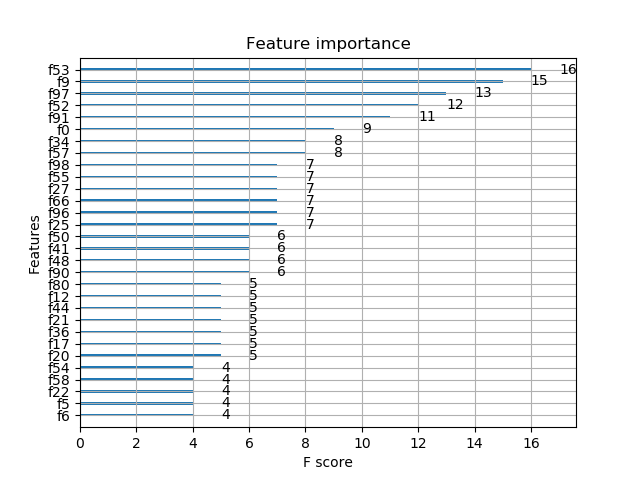 Feature importance
f53 16
f9 15
f97 13
f52 12
f91 11
f0 9
f34 8
f57 8
f98 7
f55 7
f27 7
f66 7
f96 7
f25 7
f50 6
f41 6
f48 6
f90 6
f80 5
f12 5
f44 5
f21 5
f36 5
f17 5
f20 5
f54 4
f58 4
f22 4
f5 4
f6 4
Features
0 2 4 6 8 10 12 14 16
F score